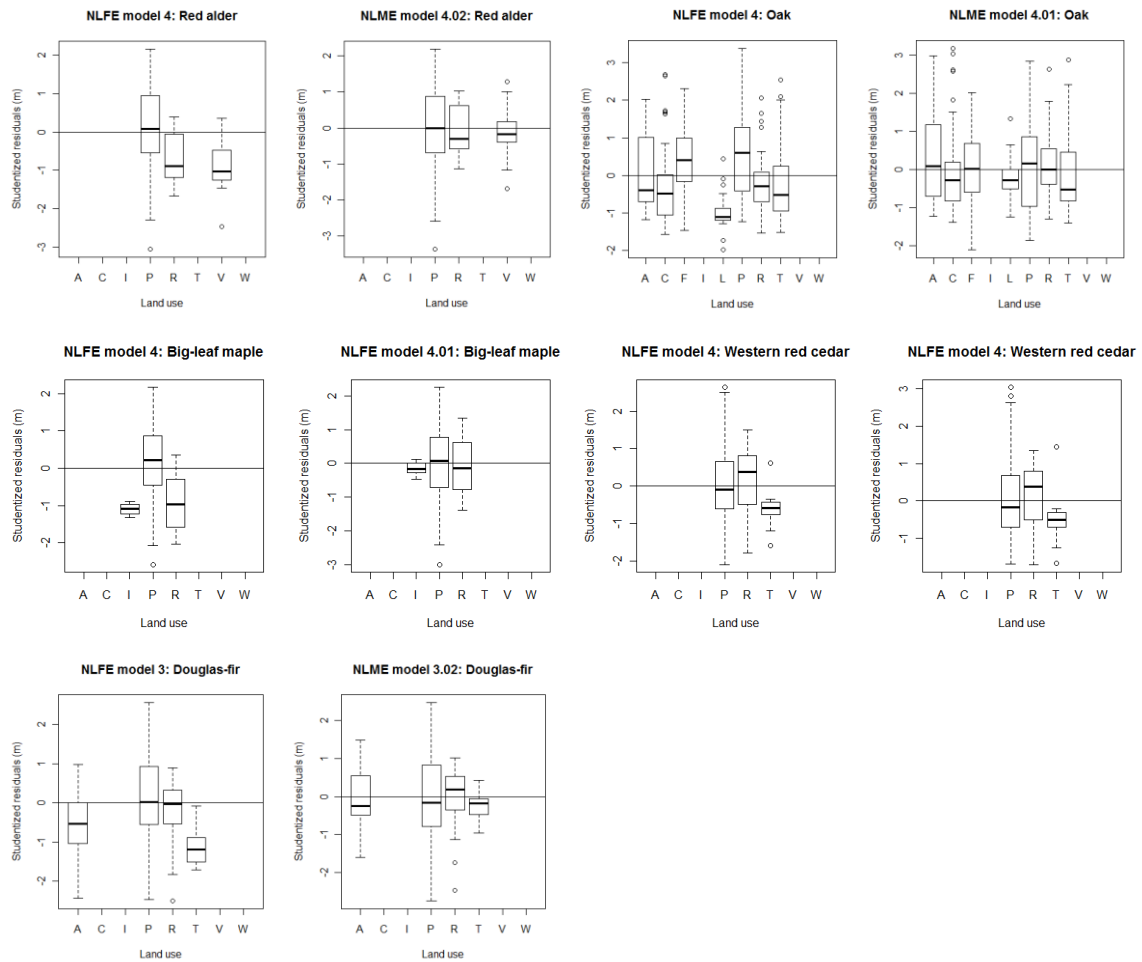 NLFE model 4: Red alder
Studentized residuals (m)
2
1
0
-1
-2
-3
A C I P R T V W
Land use
NLME model 4.02: Red alder
Studentized residuals (m)
2
1
0
-1
-2
-3
A C I P R T V W
Land use
NLFE model 4: Oak
Studentized residuals (m)
3
2
1
0
-1
-2
A C F I L P R T V W
Land use
NLME model 4.01: Oak
Studentized residuals (m)
3
2
1
0
-1
-2
A C F I L P R T V W
Land use
NLFE model 4: Big-leaf maple
Studentized residuals (m)
2
1
0
-1
-2
A C I P R T V W
Land use
NLFE model 4.01: Big-leaf maple
Studentized residuals (m)
2
1
0
-1
-2
-3
A C I P R T V W
Land use
NLFE model 4: Western red cedar
Studentized residuals (m)
2
1
0
-1
-2
A C I P R T V W
Land use
NLFE model 4: Western red cedar
Studentized residuals (m)
3
2
1
0
-1
A C I P R T V W
Land use
NLFE model 3: Douglas-fir
Studentized residuals (m)
2
1
0
-1
-2
A C I P R T V W
Land use
NLME model 3.02: Douglas-fir
Studentized residuals (m)
2
1
0
-1
-2
A C I P R T V W
Land use